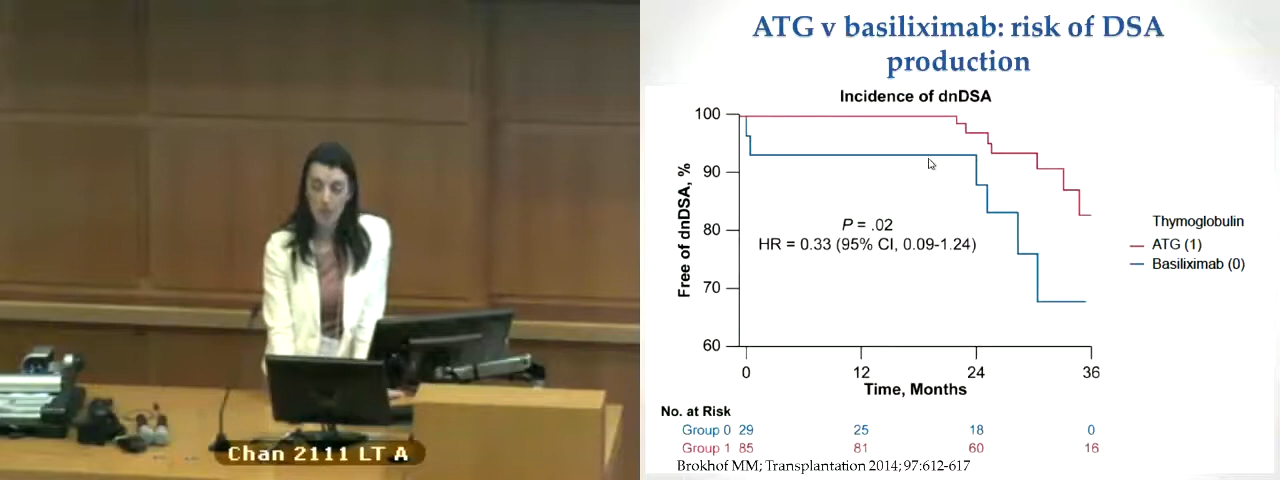 Chan 2111 LT A
ATG v basiliximab: risk of DSA
production
Incidence of dnDSA
Free of dnDSA, %
100
90
80
70
60
P = .02
HR = 0.33 (95% CI, 0.09-1.24)
Thymoglobulin
ATG (1)
Basiliximab (0)
0 12 24 36
Time, Months
No. at Risk
Group 0 29 25 18 0
Group 1 85 81 60 16
Brokhof MM; Transplantation 2014; 97:612-617